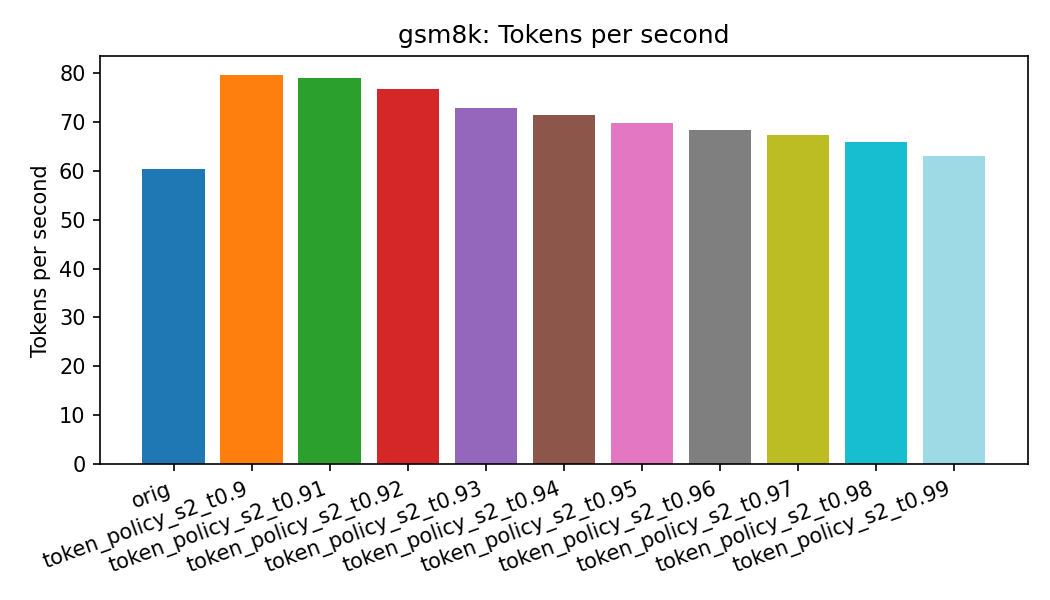 gsm8k: Tokens per second
Tokens per second
80
70
60
50
40
30
20
10
0
orig
token_policy_s2_t0.9
token_policy_s2_t0.91
token_policy_s2_t0.92
token_policy_s2_t0.93
token_policy_s2_t0.94
token_policy_s2_t0.95
token_policy_s2_t0.96
token_policy_s2_t0.97
token_policy_s2_t0.98
token_policy_s2_t0.99